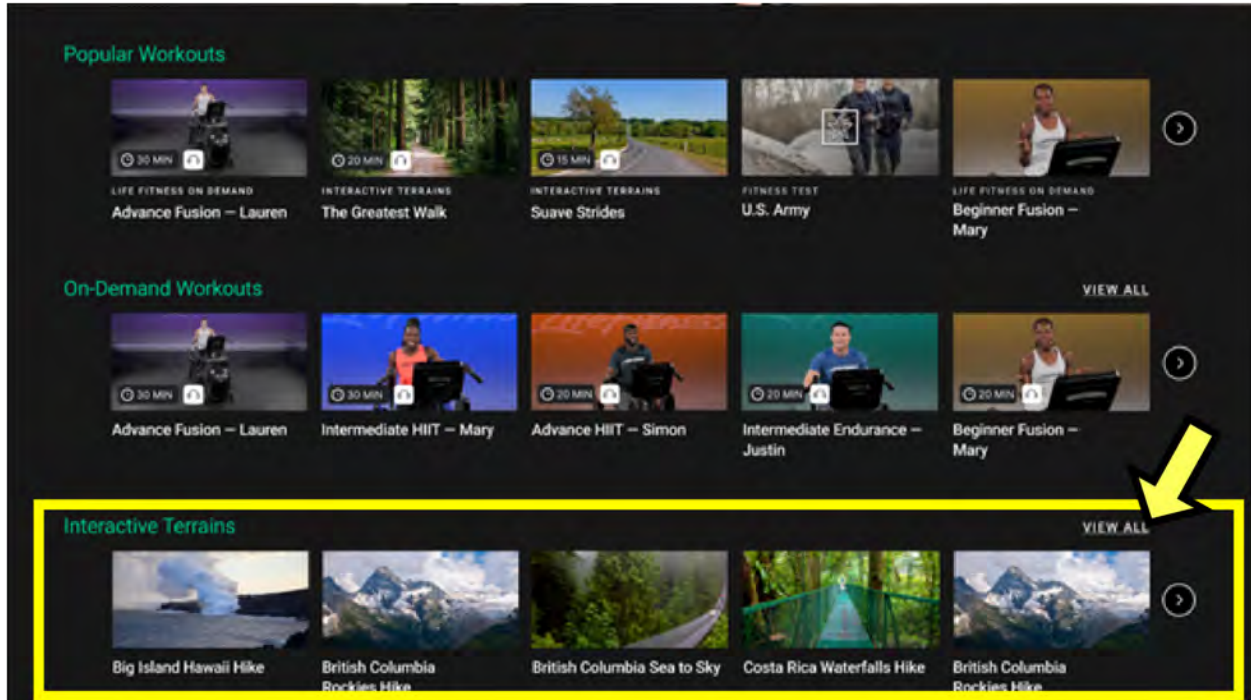 Popular Workouts
30 MIN
20 MIN
15 MIN
LIFE FITNESS ON DEMAND
INTERACTIVE TERRAINS
INTERACTIVE TERRAINS
FITNESS TEST
LIFE FITNESS ON DEMAND
Advance Fusion — Lauren
The Greatest Walk
Suave Strides
U.S. Army
Beginner Fusion —
Mary
On-Demand Workouts
VIEW ALL
30 MIN
30 MIN
20 MIN
20 MIN
20 MIN
Advance Fusion — Lauren
Intermediate HIIT — Mary
Advance HIIT — Simon
Intermediate Endurance —
Justin
Beginner Fusion —
Mary
Interactive Terrains
VIEW ALL
Big Island Hawaii Hike
British Columbia
Rockies Hike
British Columbia Sea to Sky
Costa Rica Waterfalls Hike
British Columbia
Rockies Hike